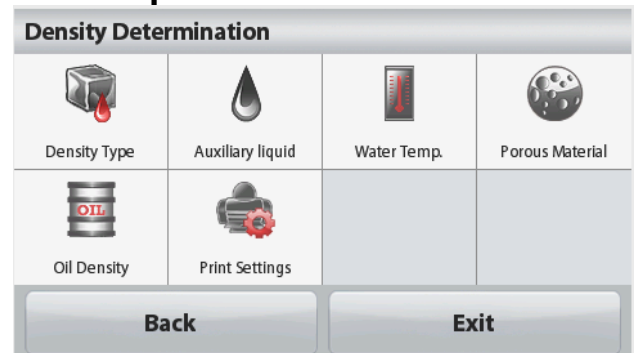 Density Determination
Density Type
Auxiliary liquid
Water Temp.
Porous Material
OIL
Oil Density
Print Settings
Back
Exit